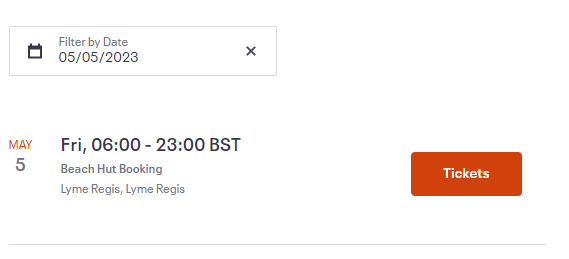 Filter by Date
05/05/2023
MAY
5
Fri, 06:00 - 23:00 BST
Beach Hut Booking
Lyme Regis, Lyme Regis
Tickets